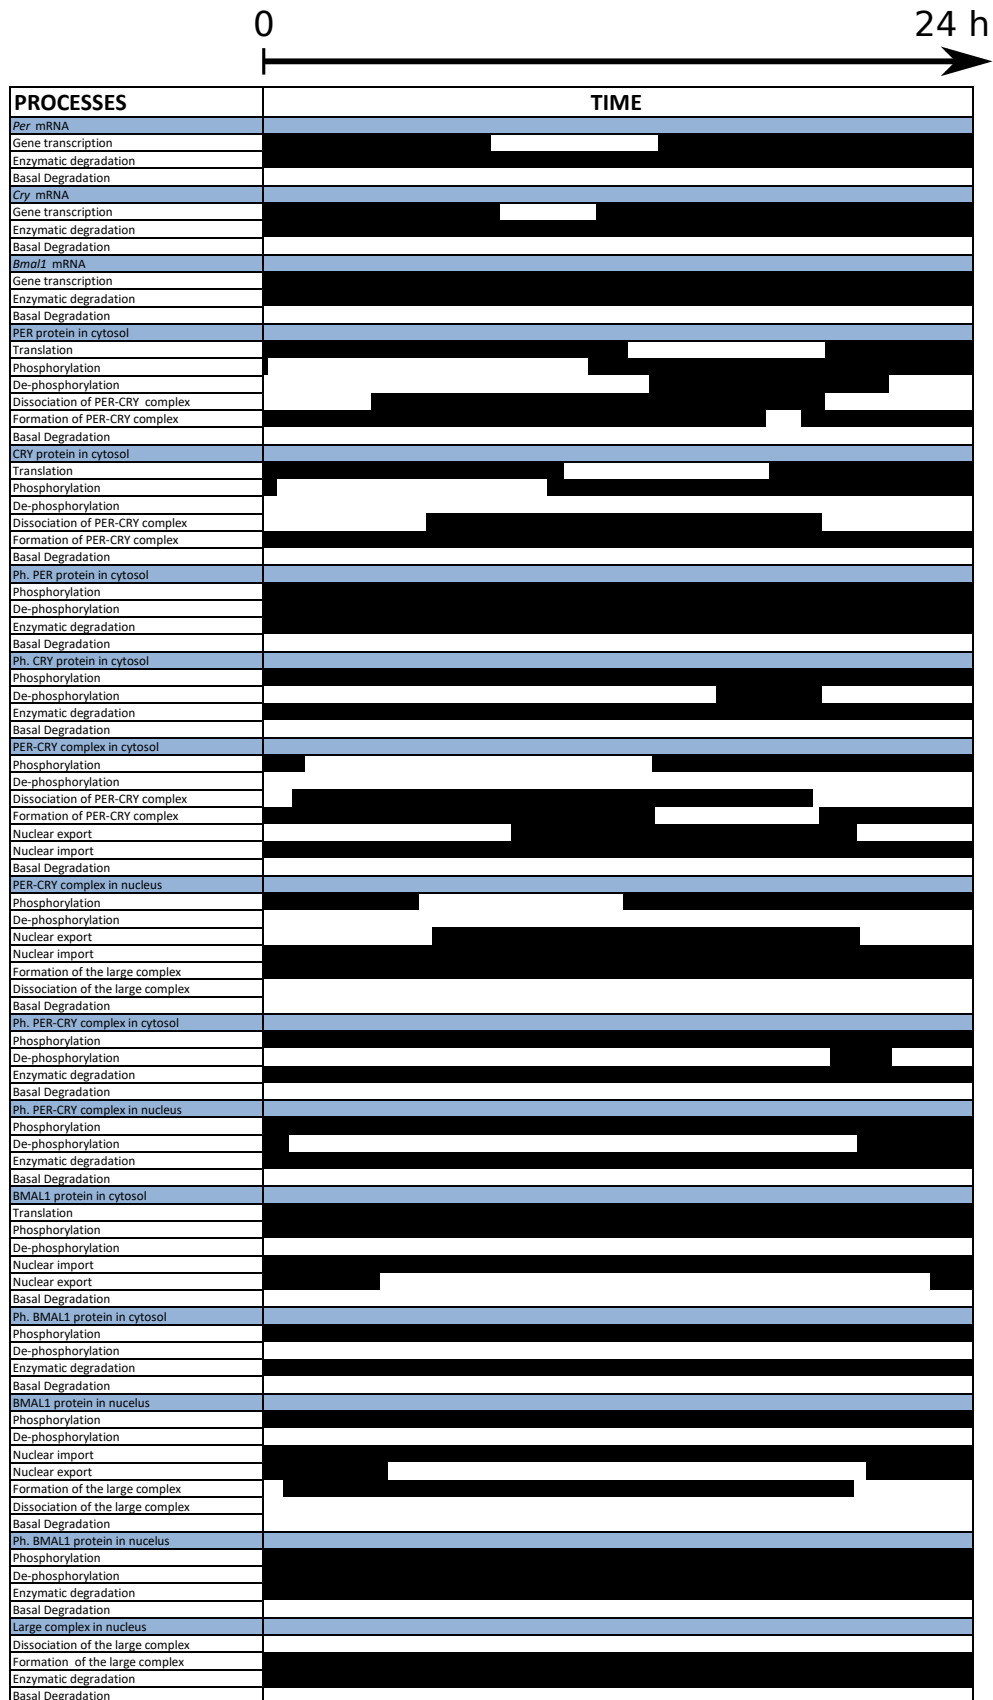 0 24 h
PROCESSES TIME
Per mRNA
Gene transcription
Enzymatic degradation
Basal Degradation
Cry mRNA
Gene transcription
Enzymatic degradation
Basal Degradation
Bmal1 mRNA
Gene transcription
Enzymatic degradation
Basal Degradation
PER protein in cytosol
Translation
Phosphorylation
De-phosphorylation
Dissociation of PER-CRY complex
Formation of PER-CRY complex
Basal Degradation
CRY protein in cytosol
Translation
Phosphorylation
De-phosphorylation
Dissociation of PER-CRY complex
Formation of PER-CRY complex
Basal Degradation
Ph. PER protein in cytosol
Phosphorylation
De-phosphorylation
Enzymatic degradation
Basal Degradation
Ph. CRY protein in cytosol
Phosphorylation
De-phosphorylation
Enzymatic degradation
Basal Degradation
PER-CRY complex in cytosol
Phosphorylation
De-phosphorylation
Dissociation of PER-CRY complex
Formation of PER-CRY complex
Nuclear export
Nuclear import
Basal Degradation
PER-CRY complex in nucleus
Phosphorylation
De-phosphorylation
Nuclear export
Nuclear import
Formation of the large complex
Dissociation of the large complex
Basal Degradation
Ph. PER-CRY complex in cytosol
Phosphorylation
De-phosphorylation
Enzymatic degradation
Basal Degradation
Ph. PER-CRY complex in nucleus
Phosphorylation
De-phosphorylation
Enzymatic degradation
Basal Degradation
BMAL1 protein in cytosol
Translation
Phosphorylation
De-phosphorylation
Nuclear import
Nuclear export
Basal Degradation
Ph. BMAL1 protein in cytosol
Phosphorylation
De-phosphorylation
Enzymatic degradation
Basal Degradation
BMAL1 protein in nucelus
Phosphorylation
De-phosphorylation
Nuclear import
Nuclear export
Formation of the large complex
Dissociation of the large complex
Basal Degradation
Ph. BMAL1 protein in nucelus
Phosphorylation
De-phosphorylation
Enzymatic degradation
Basal Degradation
Large complex in nucleus
Dissociation of the large complex
Formation of the large complex
Enzymatic degradation
Basal Degradation